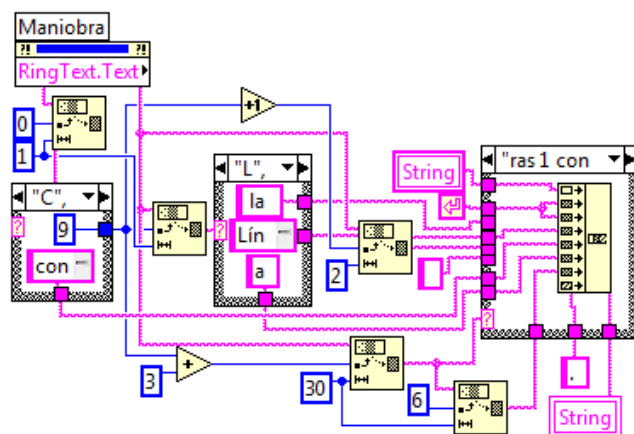 Maniobra
?! ?!
RingText.Text
+1
0
1
"C",
"L",
"ras 1 con
String
9
con
la
Lín
a
2
?
?
?
+
3
30
6
.
String